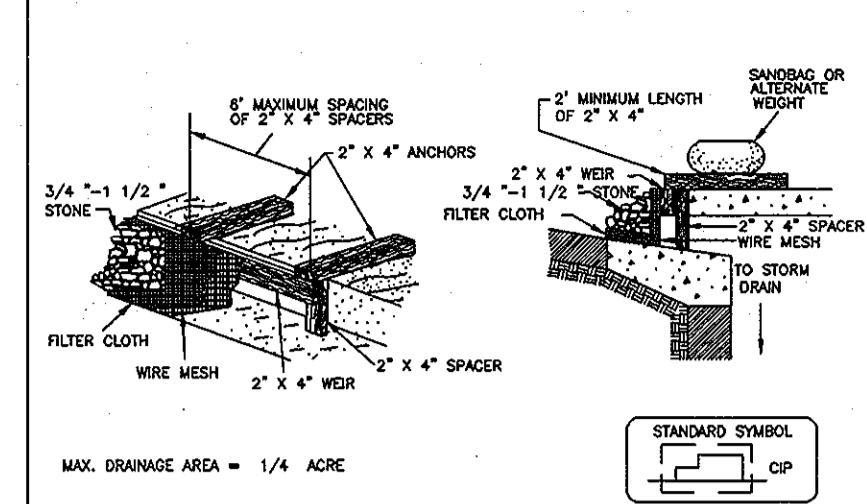 6' MAXIMUM SPACING
OF 2" X 4" SPACERS
2" X 4" ANCHORS
3/4 "-1 1/2 "
STONE
FILTER CLOTH
WIRE MESH
2" X 4" WEIR
2" X 4" SPACER
MAX. DRAINAGE AREA = 1/4 ACRE
SANDBAG OR
ALTERNATE
WEIGHT
2' MINIMUM LENGTH
OF 2" X 4"
2" X 4" WEIR
3/4 "-1 1/2 "-STONE
FILTER CLOTH
2" X 4" SPACER
WIRE MESH
TO STORM
DRAIN
STANDARD SYMBOL
CIP